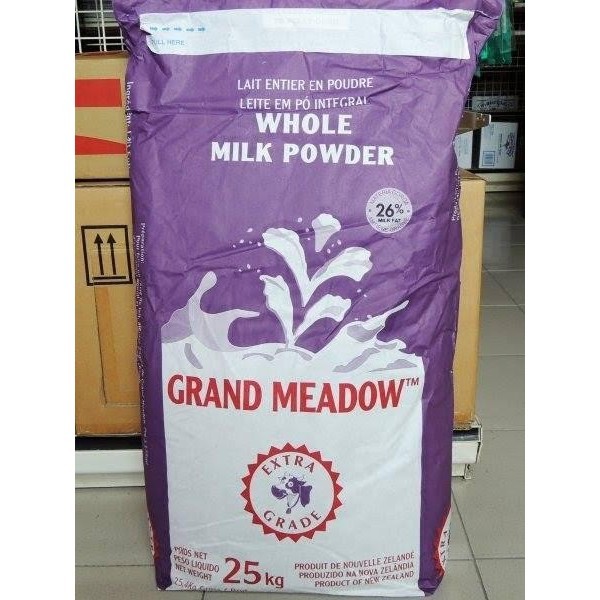 PULL HERE
LAIT ENTIER EN POUDRE
LEITE EM PÓ INTEGRAL
WHOLE
MILK POWDER
26%
MILK FAT
GRAND MEADOW™
EXTRA
GRADE
POIDS NET
PESO LIQUIDO
NET WEIGHT
25kg
PRODUIT DE NOUVELLE ZELANDE
PRODUZIDO NA NOVA ZELÂNDIA
PRODUCT OF NEW ZEALAND